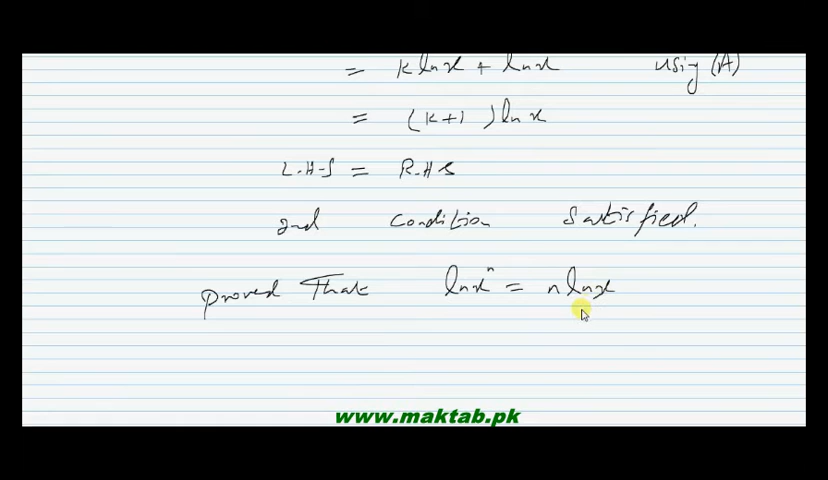 = k ln x + ln x using (A)
= (k+1) ln x
L.H-S = R.H-S
2nd Condition Satisfied.
proved That ln xⁿ = n ln x
www.maktab.pk